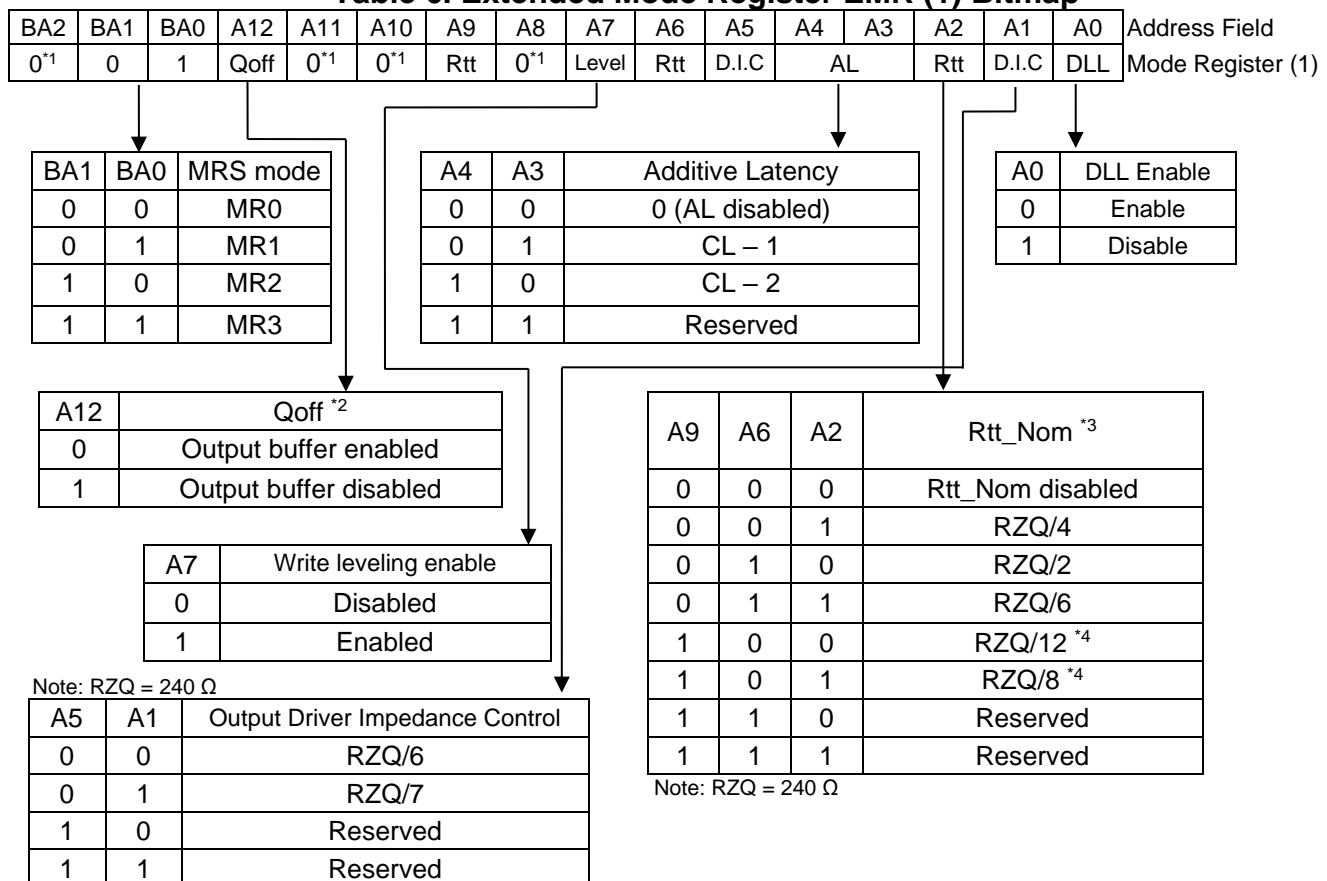 Table 6. Extended Mode Register EMR (1) Bitmap
BA2 BA1 BA0 A12 A11 A10 A9 A8 A7 A6 A5 A4 A3 A2 A1 A0 Address Field
0*1 0 1 Qoff 0*1 0*1 Rtt 0*1 Level Rtt D.I.C AL Rtt D.I.C DLL Mode Register (1)
BA1 BA0 MRS mode
0 0 MR0
0 1 MR1
1 0 MR2
1 1 MR3
A4 A3 Additive Latency
0 0 0 (AL disabled)
0 1 CL – 1
1 0 CL – 2
1 1 Reserved
A0 DLL Enable
0 Enable
1 Disable
A12 Qoff *2
0 Output buffer enabled
1 Output buffer disabled
A7 Write leveling enable
0 Disabled
1 Enabled
Note: RZQ = 240 Ω
A5 A1 Output Driver Impedance Control
0 0 RZQ/6
0 1 RZQ/7
1 0 Reserved
1 1 Reserved
A9 A6 A2 Rtt_Nom *3
0 0 0 Rtt_Nom disabled
0 0 1 RZQ/4
0 1 0 RZQ/2
0 1 1 RZQ/6
1 0 0 RZQ/12 *4
1 0 1 RZQ/8 *4
1 1 0 Reserved
1 1 1 Reserved
Note: RZQ = 240 Ω